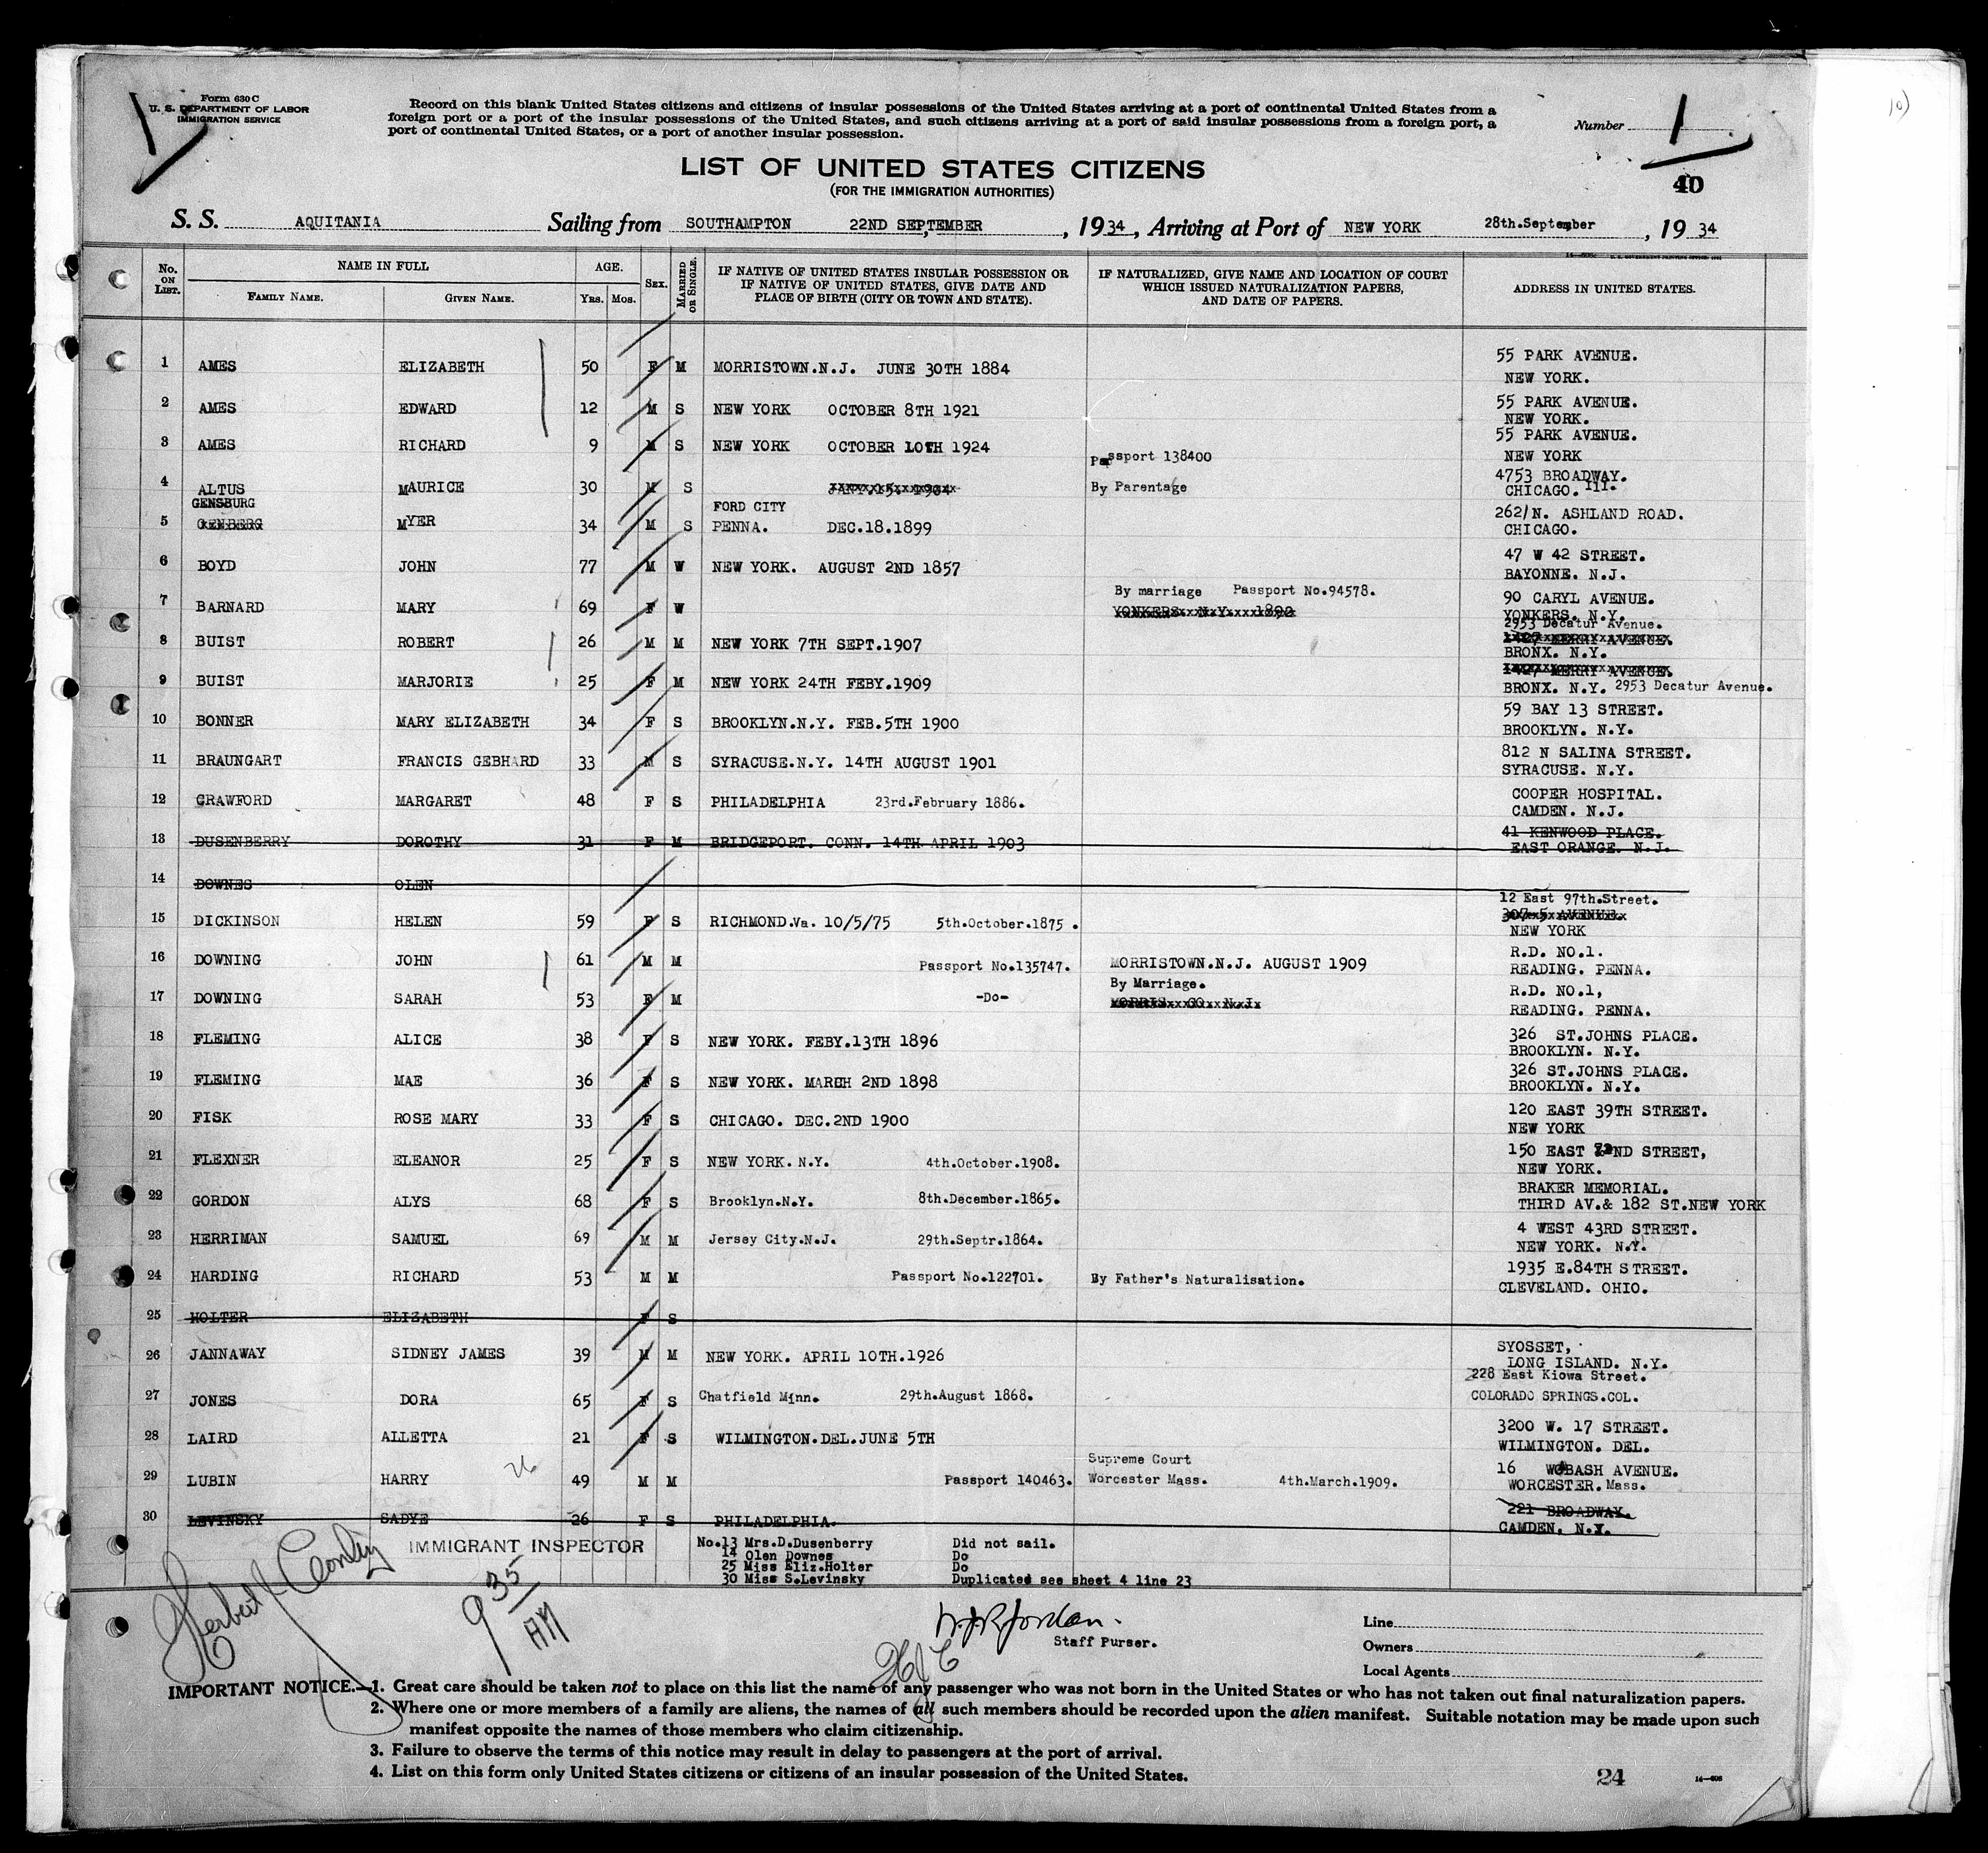 Form 630 C
U. S. DEPARTMENT OF LABOR
IMMIGRATION SERVICE
Record on this blank United States citizens and citizens of insular possessions of the United States arriving at a port of continental United States from a
foreign port or a port of the insular possessions of the United States, and such citizens arriving at a port of said insular possessions from a foreign port, a
port of continental United States, or a port of another insular possession.
Number 1
10)
LIST OF UNITED STATES CITIZENS
(FOR THE IMMIGRATION AUTHORITIES)
40
S. S. AQUITANIA Sailing from SOUTHAMPTON 22ND SEPTEMBER, 1934, Arriving at Port of NEW YORK 28th.September, 1934
No. ON LIST. NAME IN FULL FAMILY NAME. GIVEN NAME. AGE. YRS. MOS. SEX. MARRIED OR SINGLE.
IF NATIVE OF UNITED STATES INSULAR POSSESSION OR
IF NATIVE OF UNITED STATES, GIVE DATE AND
PLACE OF BIRTH (CITY OR TOWN AND STATE).
IF NATURALIZED, GIVE NAME AND LOCATION OF COURT
WHICH ISSUED NATURALIZATION PAPERS,
AND DATE OF PAPERS.
ADDRESS IN UNITED STATES.
1 AMES ELIZABETH 50 F M MORRISTOWN.N.J. JUNE 30TH 1884 55 PARK AVENUE.
NEW YORK.
2 AMES EDWARD 12 M S NEW YORK OCTOBER 8TH 1921 55 PARK AVENUE.
NEW YORK.
3 AMES RICHARD 9 M S NEW YORK OCTOBER 10TH 1924 55 PARK AVENUE.
NEW YORK
Passport 138400
4 ALTUS MAURICE 30 M S JANY.15. 1904 By Parentage 4753 BROADWAY.
CHICAGO. Ill.
GENSBURG
5 GENBERG MYER 34 M S FORD CITY
PENNA. DEC.18.1899 262/N. ASHLAND ROAD.
CHICAGO.
6 BOYD JOHN 77 M W NEW YORK. AUGUST 2ND 1857 47 W 42 STREET.
BAYONNE. N.J.
By marriage Passport No.94578.
7 BARNARD MARY 69 F W YONKERS. N.Y. 1890 90 CARYL AVENUE.
YONKERS. N.Y.
2953 Decatur Avenue.
8 BUIST ROBERT 26 M M NEW YORK 7TH SEPT.1907 1427 MERRY AVENUE.
BRONX. N.Y.
1427 MERRY AVENUE.
9 BUIST MARJORIE 25 F M NEW YORK 24TH FEBY.1909 BRONX. N.Y. 2953 Decatur Avenue.
10 BONNER MARY ELIZABETH 34 F S BROOKLYN.N.Y. FEB.5TH 1900 59 BAY 13 STREET.
BROOKLYN. N.Y.
11 BRAUNGART FRANCIS GEBHARD 33 M S SYRACUSE.N.Y. 14TH AUGUST 1901 812 N SALINA STREET.
SYRACUSE. N.Y.
12 CRAWFORD MARGARET 48 F S PHILADELPHIA 23rd.February 1886. COOPER HOSPITAL.
CAMDEN. N.J.
13 DUSENBERRY DOROTHY 31 F M BRIDGEPORT. CONN. 14TH APRIL 1903 41 KENWOOD PLACE.
EAST ORANGE. N.J.
14 DOWNES OLEN
12 East 97th.Street.
15 DICKINSON HELEN 59 F S RICHMOND.Va. 10/5/75 5th.October.1875. 307 5 AVENUE.
NEW YORK
16 DOWNING JOHN 61 M M Passport No.135747. MORRISTOWN.N.J. AUGUST 1909 R.D. NO.1.
READING. PENNA.
By Marriage.
17 DOWNING SARAH 53 F M -Do- MORRIS. CO. N.J. R.D. NO.1,
READING. PENNA.
18 FLEMING ALICE 38 F S NEW YORK. FEBY.13TH 1896 326 ST.JOHNS PLACE.
BROOKLYN. N.Y.
19 FLEMING MAE 36 F S NEW YORK. MARCH 2ND 1898 326 ST.JOHNS PLACE.
BROOKLYN. N.Y.
20 FISK ROSE MARY 33 F S CHICAGO. DEC.2ND 1900 120 EAST 39TH STREET.
NEW YORK
21 FLEXNER ELEANOR 25 F S NEW YORK. N.Y. 4th.October.1908. 150 EAST 72ND STREET,
NEW YORK.
22 GORDON ALYS 68 F S Brooklyn.N.Y. 8th.December.1865. BRAKER MEMORIAL.
THIRD AV.& 182 ST.NEW YORK
23 HERRIMAN SAMUEL 69 M M Jersey City.N.J. 29th.Septr.1864. 4 WEST 43RD STREET.
NEW YORK. N.Y.
24 HARDING RICHARD 53 M M Passport No.122701. By Father's Naturalisation. 1935 E.84TH STREET.
CLEVELAND. OHIO.
25 HOLTER ELIZABETH F S
26 JANNAWAY SIDNEY JAMES 39 M M NEW YORK. APRIL 10TH.1926 SYOSSET,
LONG ISLAND. N.Y.
228 East Kiowa Street.
27 JONES DORA 65 F S Chatfield Minn. 29th.August 1868. COLORADO SPRINGS.COL.
28 LAIRD ALLETTA 21 F S WILMINGTON.DEL.JUNE 5TH 3200 W. 17 STREET.
WILMINGTON. DEL.
26
Supreme Court
29 LUBIN HARRY 49 M M Passport 140463. Worcester Mass. 4th.March.1909. 16 WOBASH AVENUE.
WORCESTER. Mass.
30 LEVINSKY SADYE 26 F S PHILADELPHIA. 221 BROADWAY.
CAMDEN, N.Y.
IMMIGRANT INSPECTOR
No.13 Mrs.D.Dusenberry Did not sail.
14 Olen Downes Do
25 Miss Eliz.Holter Do
30 Miss S.Levinsky Duplicated see sheet 4 line 23
9 35 AM
Staff Purser.
HJC
Line
Owners
Local Agents
IMPORTANT NOTICE.—1. Great care should be taken not to place on this list the name of any passenger who was not born in the United States or who has not taken out final naturalization papers.
2. Where one or more members of a family are aliens, the names of all such members should be recorded upon the alien manifest. Suitable notation may be made upon such
manifest opposite the names of those members who claim citizenship.
3. Failure to observe the terms of this notice may result in delay to passengers at the port of arrival.
4. List on this form only United States citizens or citizens of an insular possession of the United States.
24